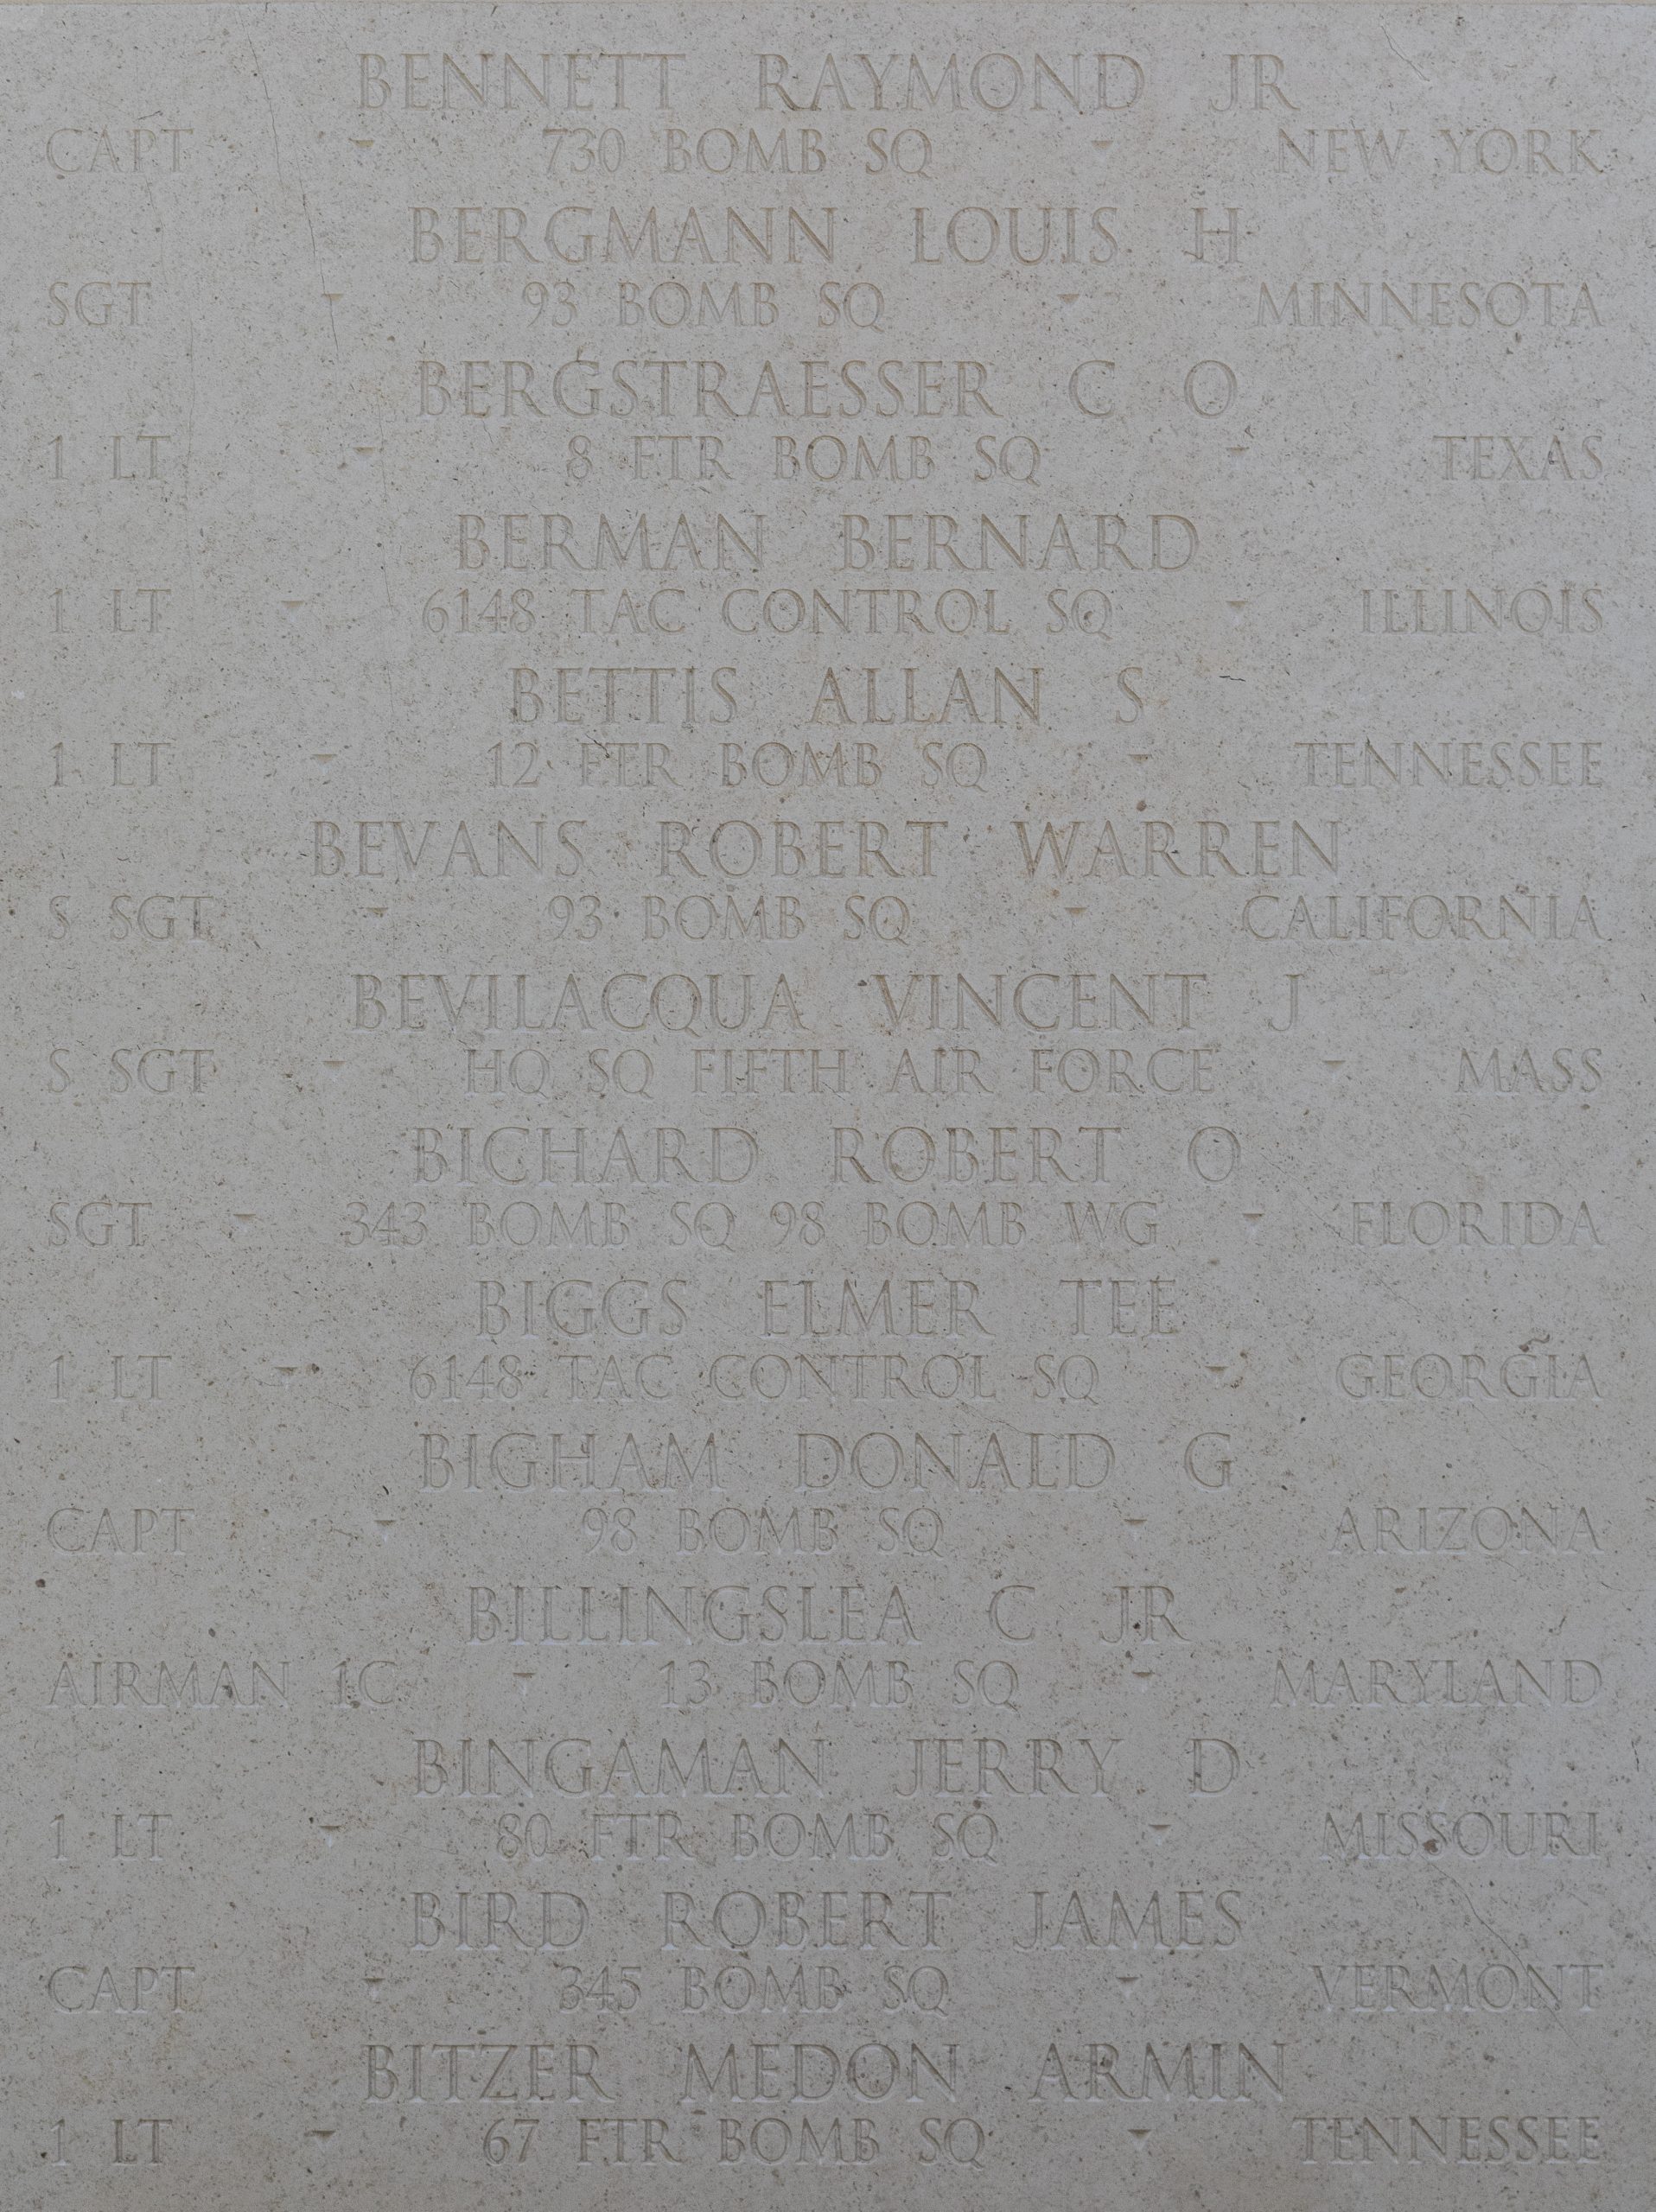 BENNETT RAYMOND JR
CAPT 730 BOMB SQ NEW YORK
BERGMANN LOUIS H
SGT 93 BOMB SQ MINNESOTA
BERGSTRAESSER C O
1 LT 8 FTR BOMB SQ TEXAS
BERMAN BERNARD
1 LT 6148 TAC CONTROL SQ ILLINOIS
BETTIS ALLAN S
1 LT 12 FTR BOMB SQ TENNESSEE
BEVANS ROBERT WARREN
S SGT 93 BOMB SQ CALIFORNIA
BEVILACQUA VINCENT J
S SGT HQ SQ FIFTH AIR FORCE MASS
BICHARD ROBERT O
SGT 343 BOMB SQ 98 BOMB WG FLORIDA
BIGGS ELMER TEE
1 LT 6148 TAC CONTROL SQ GEORGIA
BIGHAM DONALD G
CAPT 98 BOMB SQ ARIZONA
BILLINGSLEA C JR
AIRMAN 1C 13 BOMB SQ MARYLAND
BINGAMAN JERRY D
1 LT 80 FTR BOMB SQ MISSOURI
BIRD ROBERT JAMES
CAPT 345 BOMB SQ VERMONT
BITZER MEDON ARMIN
1 LT 67 FTR BOMB SQ TENNESSEE